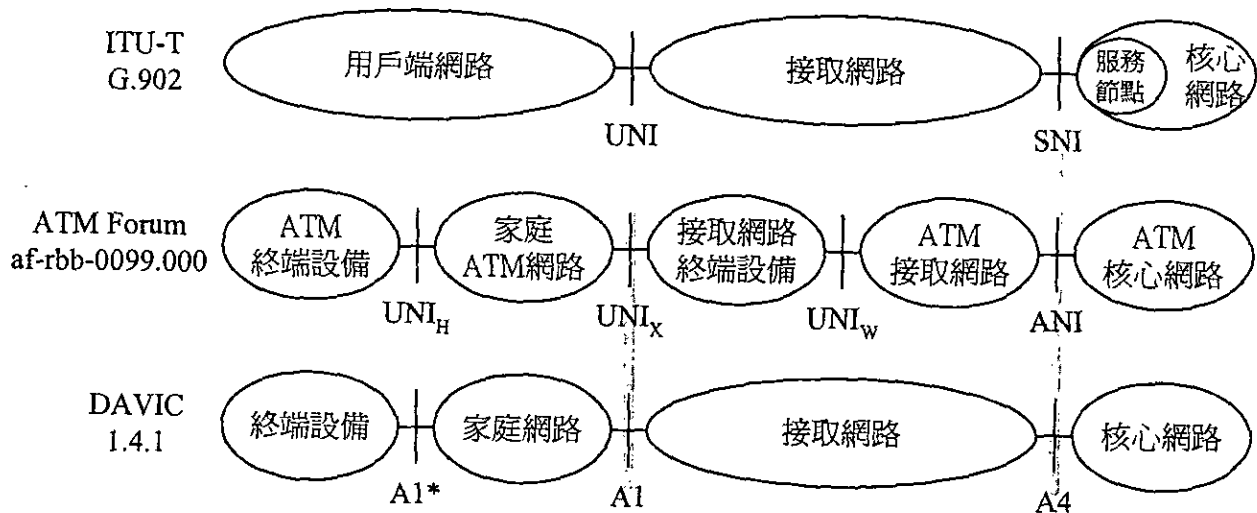 ITU-T
G.902
用戶端網路
接取網路
服務
節點
核心
網路
UNI
SNI
ATM Forum
af-rbb-0099.000
ATM
終端設備
家庭
ATM網路
接取網路
終端設備
ATM
接取網路
ATM
核心網路
UNI_H
UNI_X
UNI_W
ANI
DAVIC
1.4.1
終端設備
家庭網路
接取網路
核心網路
A1*
A1
A4